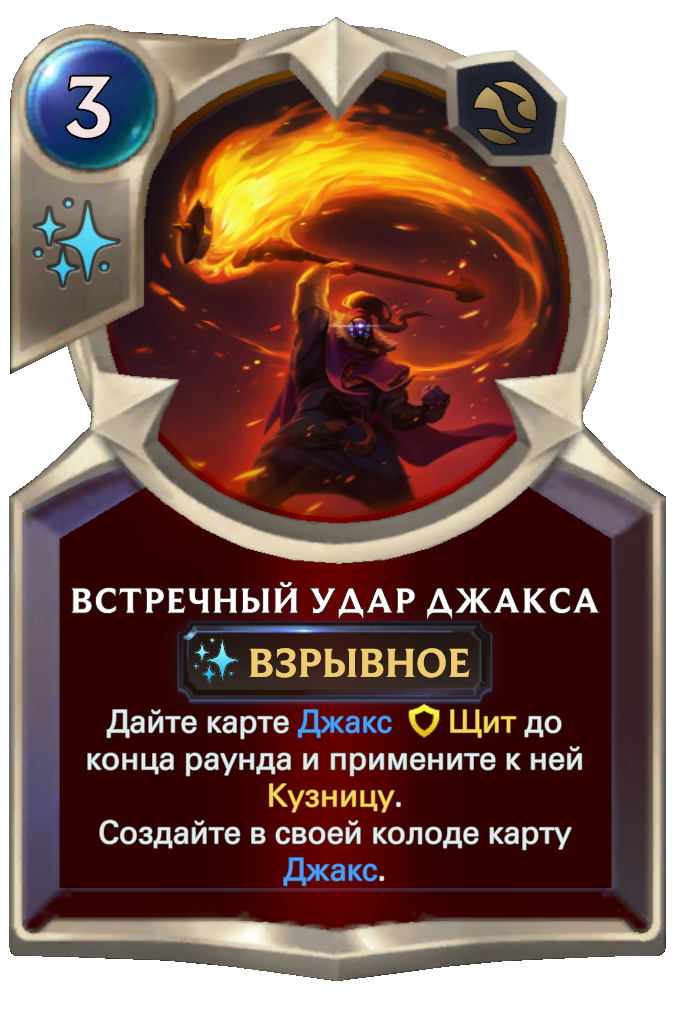 3
ВСТРЕЧНЫЙ УДАР ДЖАКСА
ВЗРЫВНОЕ
Дайте карте Джакс Щит до
конца раунда и примените к ней
Кузницу.
Создайте в своей колоде карту
Джакс.